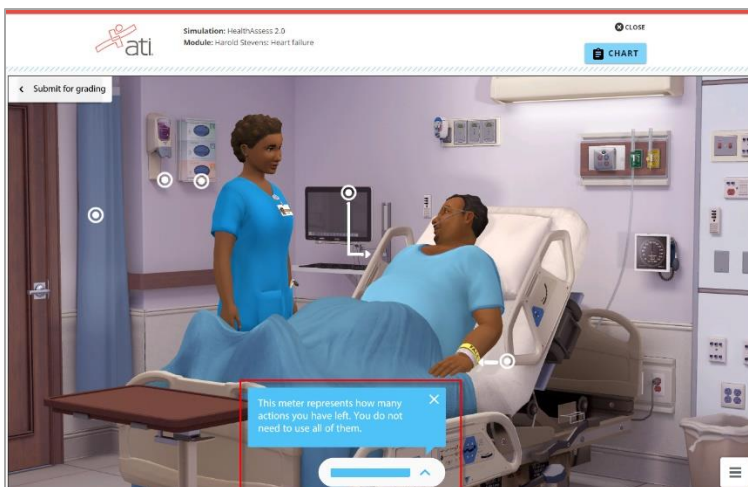 ati
Simulation: HealthAssess 2.0
Module: Harold Stevens: Heart failure
CLOSE
CHART
Submit for grading
This meter represents how many
actions you have left. You do not
need to use all of them.